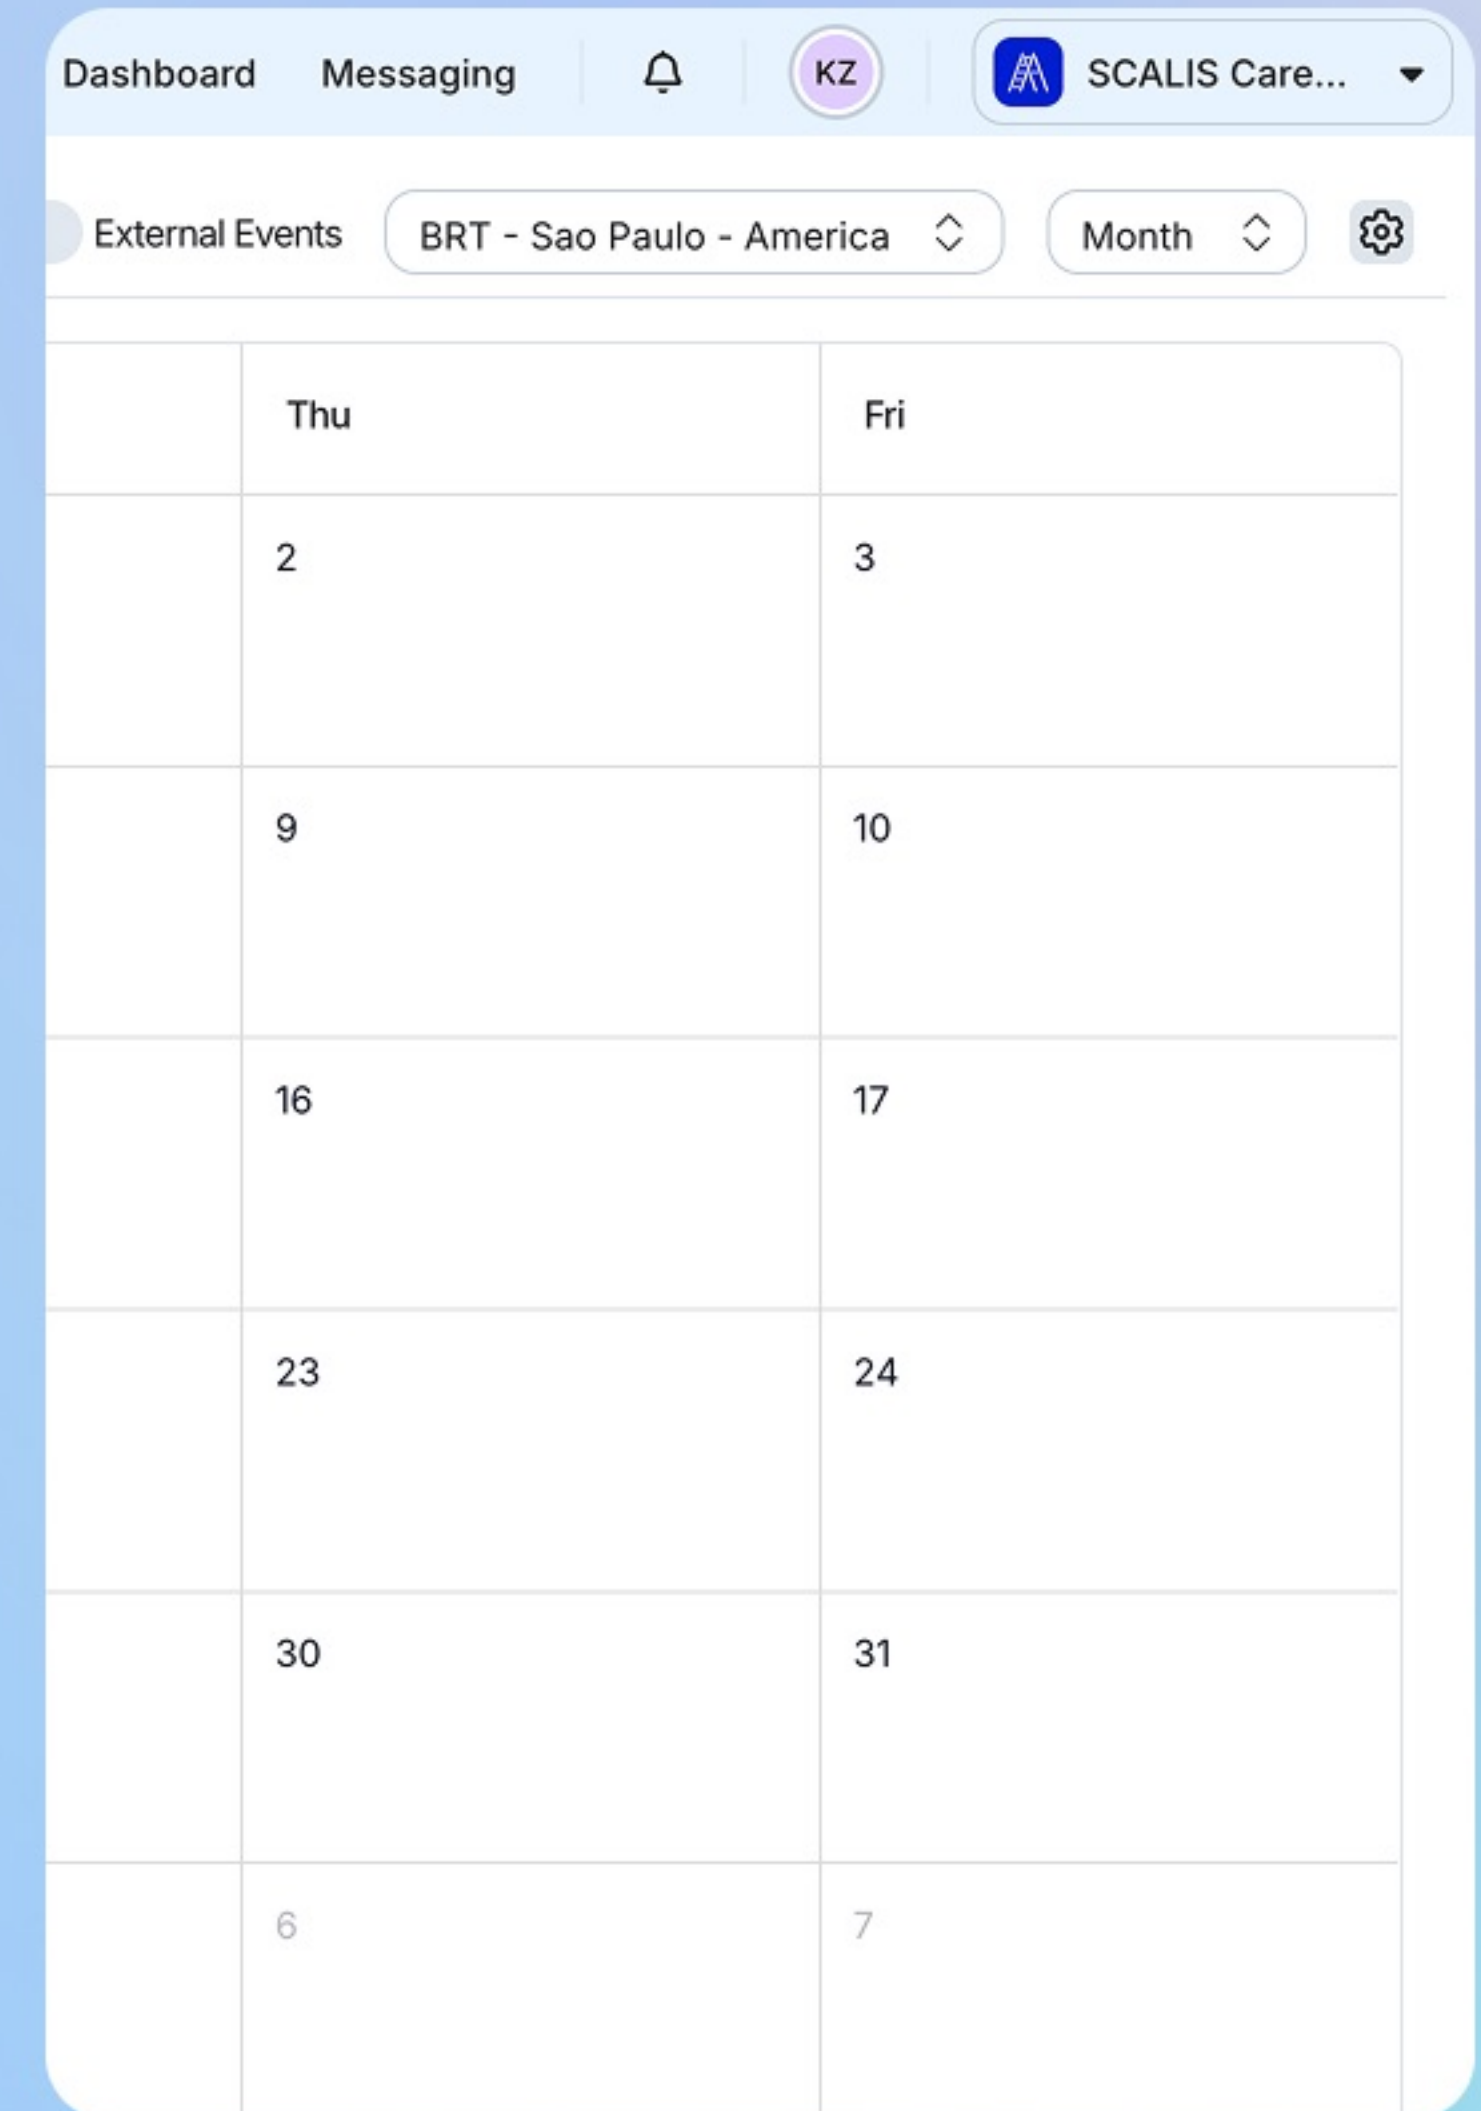 Dashboard Messaging KZ SCALIS Care...
External Events BRT - Sao Paulo - America Month
Thu Fri
2 3
9 10
16 17
23 24
30 31
6 7